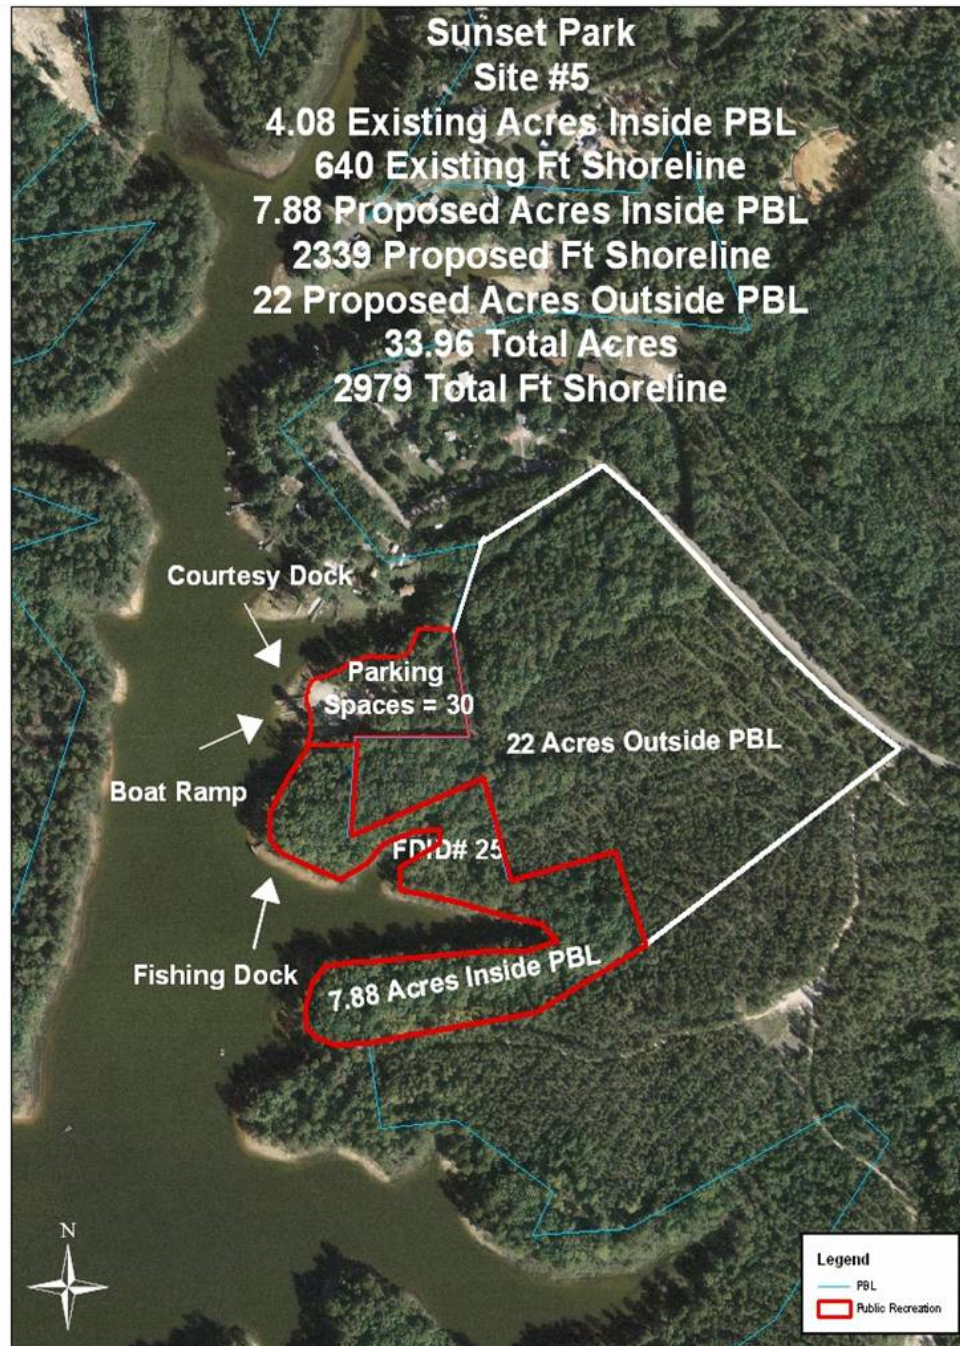 Sunset Park
Site #5
4.08 Existing Acres Inside PBL
640 Existing Ft Shoreline
7.88 Proposed Acres Inside PBL
2339 Proposed Ft Shoreline
22 Proposed Acres Outside PBL
33.96 Total Acres
2979 Total Ft Shoreline
Courtesy Dock
Parking
Spaces = 30
22 Acres Outside PBL
Boat Ramp
FDID# 25
Fishing Dock
7.88 Acres Inside PBL
N
Legend
PBL
Public Recreation